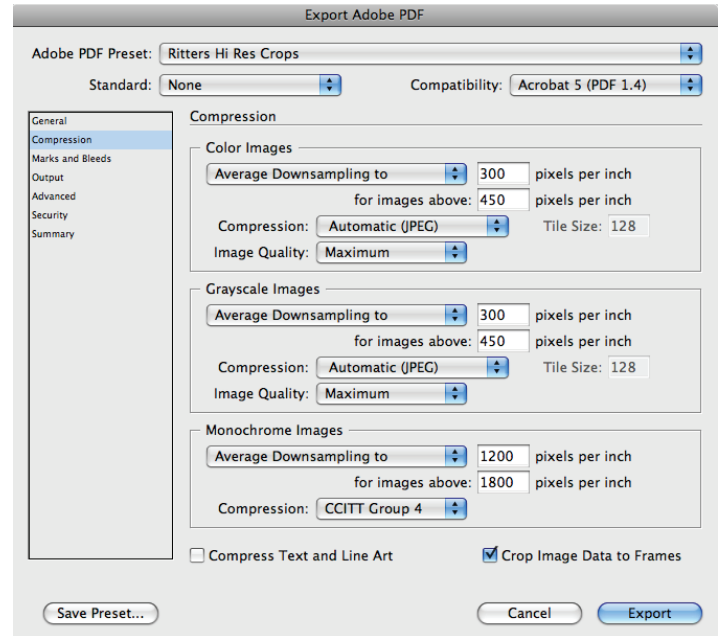 Export Adobe PDF
Adobe PDF Preset: Ritters Hi Res Crops
Standard: None Compatibility: Acrobat 5 (PDF 1.4)
General
Compression
Marks and Bleeds
Output
Advanced
Security
Summary
Compression
Color Images
Average Downsampling to 300 pixels per inch
for images above: 450 pixels per inch
Compression: Automatic (JPEG) Tile Size: 128
Image Quality: Maximum
Grayscale Images
Average Downsampling to 300 pixels per inch
for images above: 450 pixels per inch
Compression: Automatic (JPEG) Tile Size: 128
Image Quality: Maximum
Monochrome Images
Average Downsampling to 1200 pixels per inch
for images above: 1800 pixels per inch
Compression: CCITT Group 4
Compress Text and Line Art Crop Image Data to Frames
Save Preset... Cancel Export